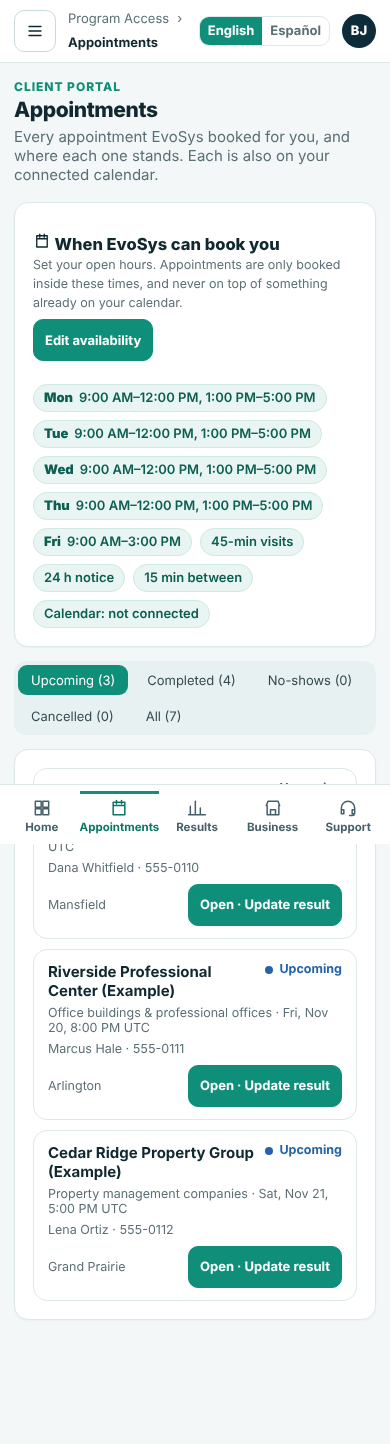 Program Access ›
Appointments
English
Español
BJ
CLIENT PORTAL
Appointments
Every appointment EvoSys booked for you, and
where each one stands. Each is also on your
connected calendar.
When EvoSys can book you
Set your open hours. Appointments are only booked
inside these times, and never on top of something
already on your calendar.
Edit availability
Mon 9:00 AM–12:00 PM, 1:00 PM–5:00 PM
Tue 9:00 AM–12:00 PM, 1:00 PM–5:00 PM
Wed 9:00 AM–12:00 PM, 1:00 PM–5:00 PM
Thu 9:00 AM–12:00 PM, 1:00 PM–5:00 PM
Fri 9:00 AM–3:00 PM
45-min visits
24 h notice
15 min between
Calendar: not connected
Upcoming (3)
Completed (4)
No-shows (0)
Cancelled (0)
All (7)
Home
Appointments
Results
Business
Support
UTC
Dana Whitfield · 555-0110
Mansfield
Open · Update result
Riverside Professional
Center (Example)
Upcoming
Office buildings & professional offices · Fri, Nov
20, 8:00 PM UTC
Marcus Hale · 555-0111
Arlington
Open · Update result
Cedar Ridge Property Group
(Example)
Upcoming
Property management companies · Sat, Nov 21,
5:00 PM UTC
Lena Ortiz · 555-0112
Grand Prairie
Open · Update result